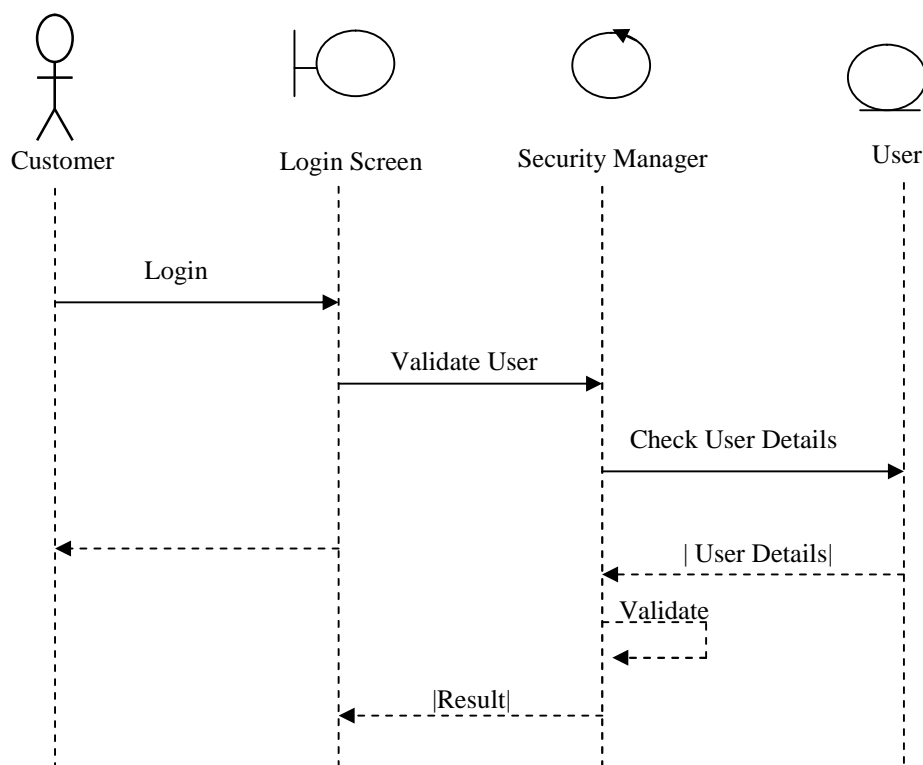 Customer
Login Screen
Security Manager
User
Login
Validate User
Check User Details
| User Details|
Validate
|Result|